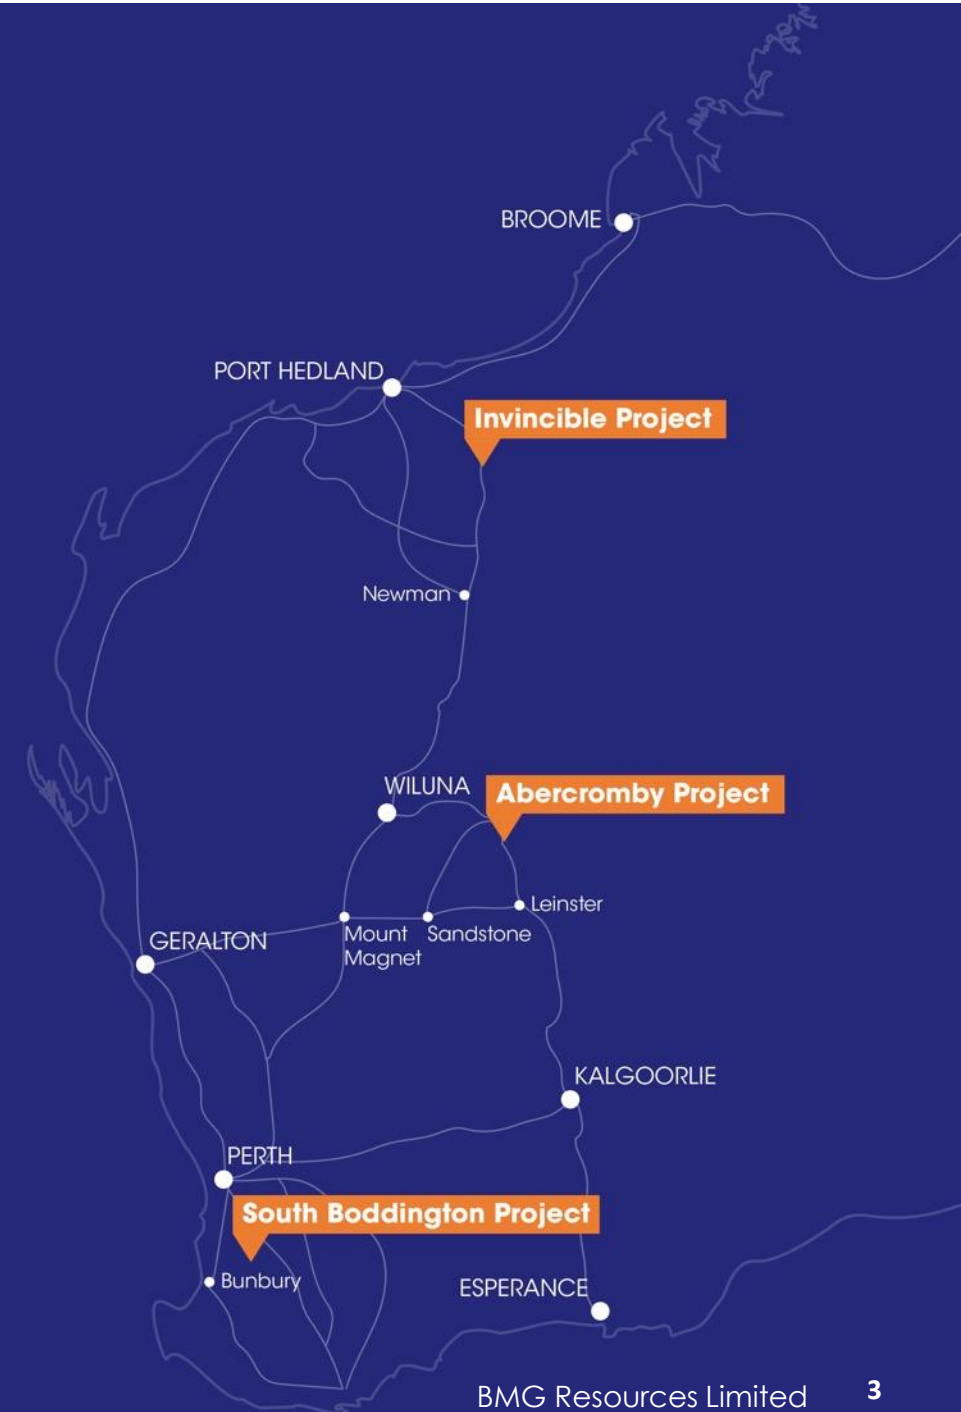 BROOME
PORT HEDLAND
Invincible Project
Newman
WILUNA
Abercromby Project
Leinster
Mount
Magnet
Sandstone
GERALTON
KALGOORLIE
PERTH
South Boddington Project
Bunbury
ESPERANCE
BMG Resources Limited 3